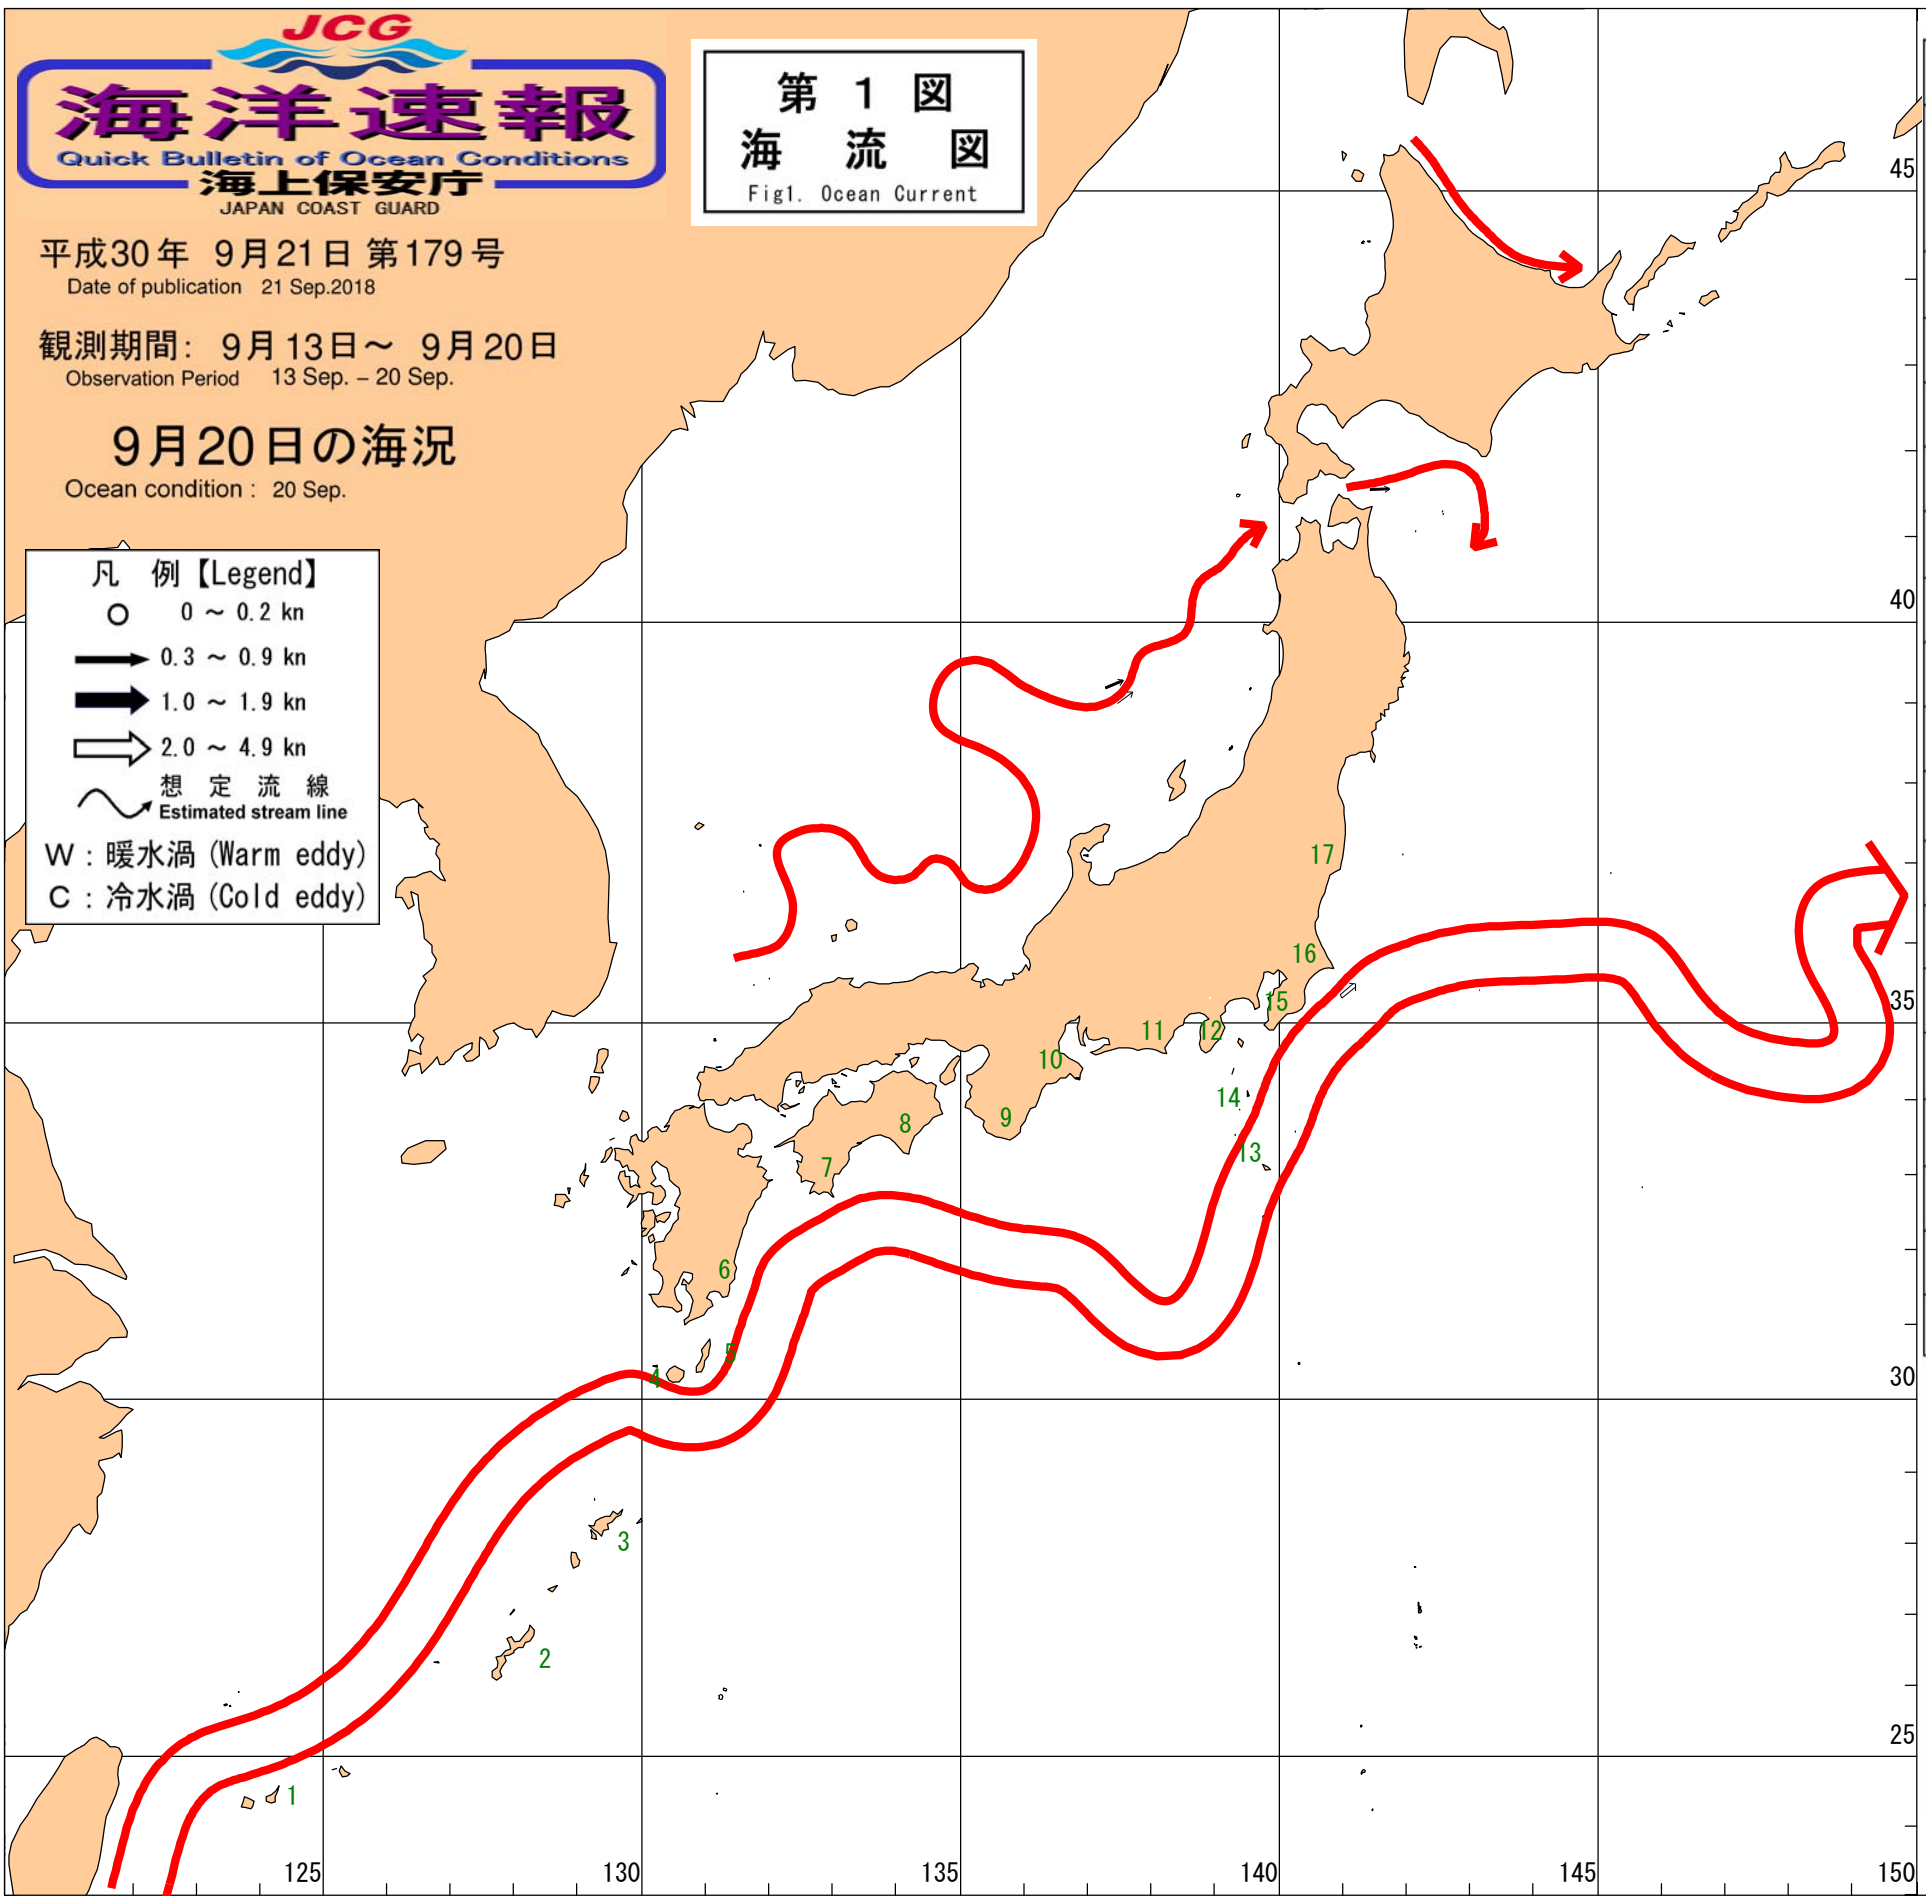 JCG
海洋速報
Quick Bulletin of Ocean Conditions
海上保安庁
JAPAN COAST GUARD
第 1 図
海 流 図
Fig1. Ocean Current
平成30年 9月21日 第179号
Date of publication 21 Sep.2018
観測期間: 9月13日～ 9月20日
Observation Period 13 Sep. – 20 Sep.
9月20日の海況
Ocean condition : 20 Sep.
凡 例【Legend】
0 ～ 0.2 kn
0.3 ～ 0.9 kn
1.0 ～ 1.9 kn
2.0 ～ 4.9 kn
想 定 流 線
Estimated stream line
W : 暖水渦 (Warm eddy)
C : 冷水渦 (Cold eddy)
45
40
17
16
35
15
11
12
10
14
9
8
13
7
6
5
4
30
3
2
25
1
125
130
135
140
145
150